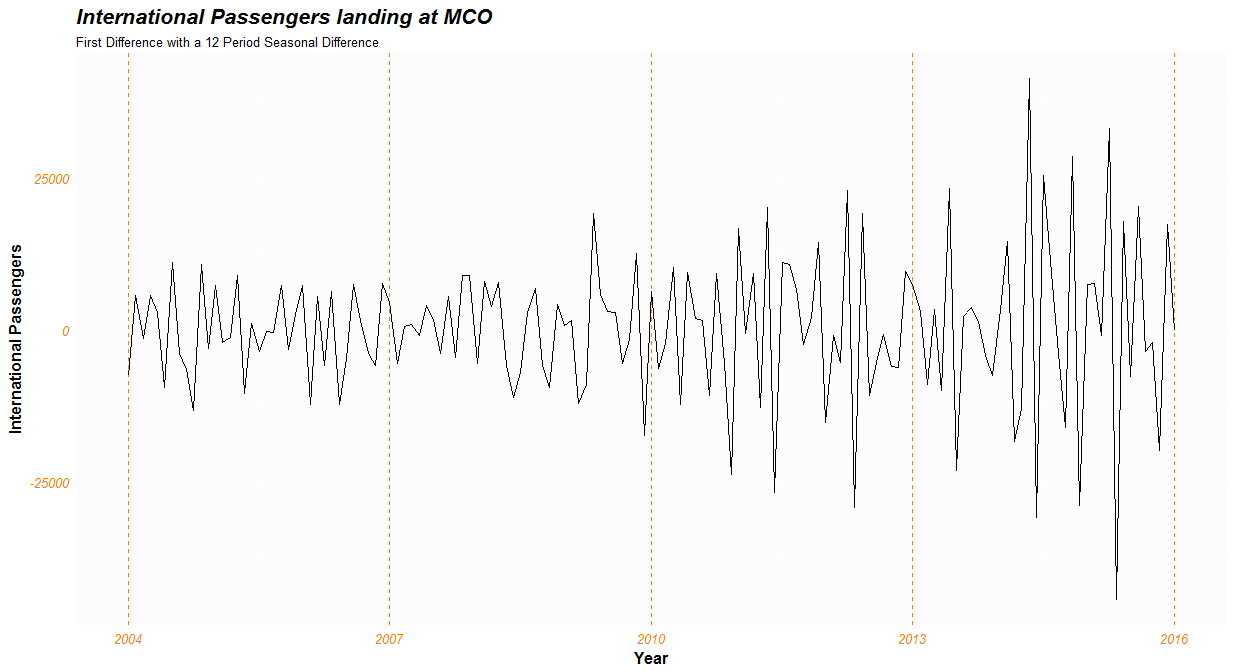 International Passengers landing at MCO
First Difference with a 12 Period Seasonal Difference
International Passengers
25000
0
-25000
2004 2007 2010 2013 2016
Year